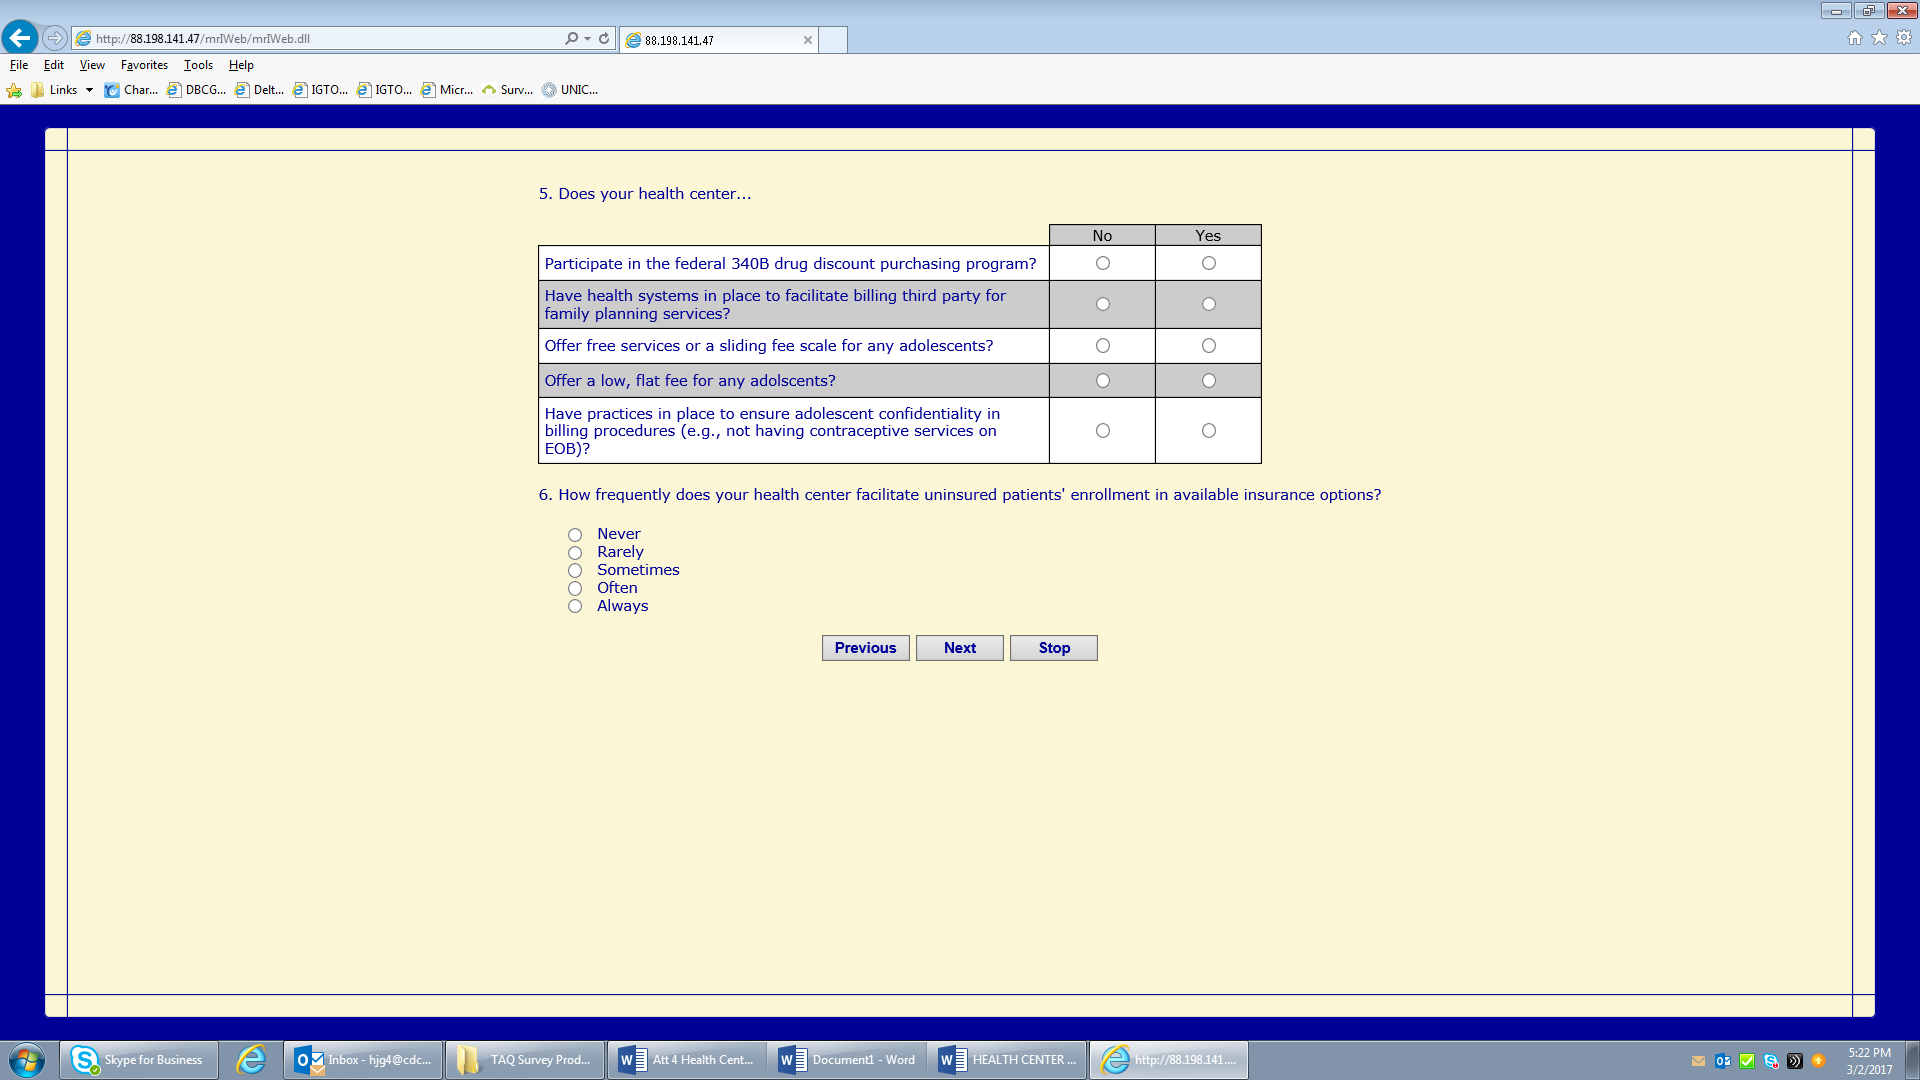 http://88.198.141.47/mrIWeb/mrIWeb.dll
88.198.141.47
File Edit View Favorites Tools Help
Links Char... DBCG... Delt... IGTO... IGTO... Micr... Surv... UNIC...
5. Does your health center...
No Yes
Participate in the federal 340B drug discount purchasing program?
Have health systems in place to facilitate billing third party for
family planning services?
Offer free services or a sliding fee scale for any adolescents?
Offer a low, flat fee for any adolscents?
Have practices in place to ensure adolescent confidentiality in
billing procedures (e.g., not having contraceptive services on
EOB)?
6. How frequently does your health center facilitate uninsured patients' enrollment in available insurance options?
Never
Rarely
Sometimes
Often
Always
Previous Next Stop
Skype for Business
Inbox - hjg4@cdc...
TAQ Survey Prod...
Att 4 Health Cent...
Document1 - Word
HEALTH CENTER ...
http://88.198.141....
5:22 PM
3/2/2017